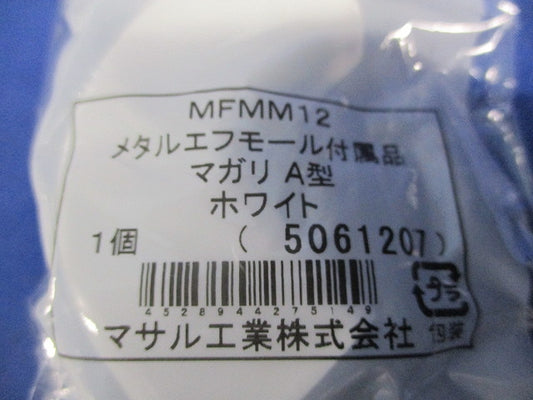 MFMM12
メタルエフモール付属品
マガリ A型
ホワイト
1個 (5061207)
4528944275149
マサル工業株式会社
プラ
包装